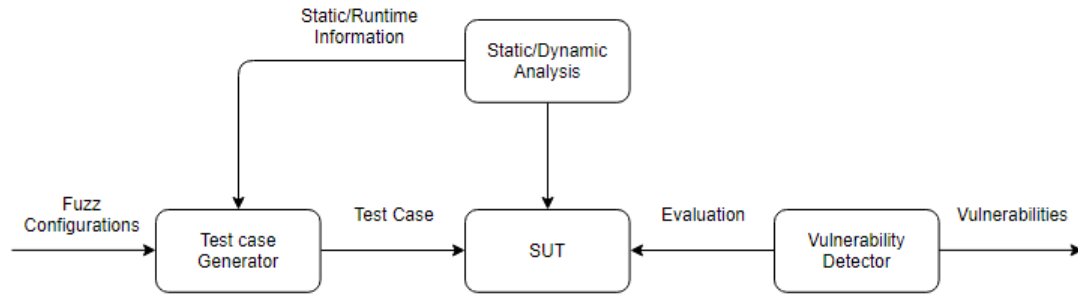 Static/Runtime
Information
Static/Dynamic
Analysis
Fuzz
Configurations
Test case
Generator
Test Case
SUT
Evaluation
Vulnerability
Detector
Vulnerabilities